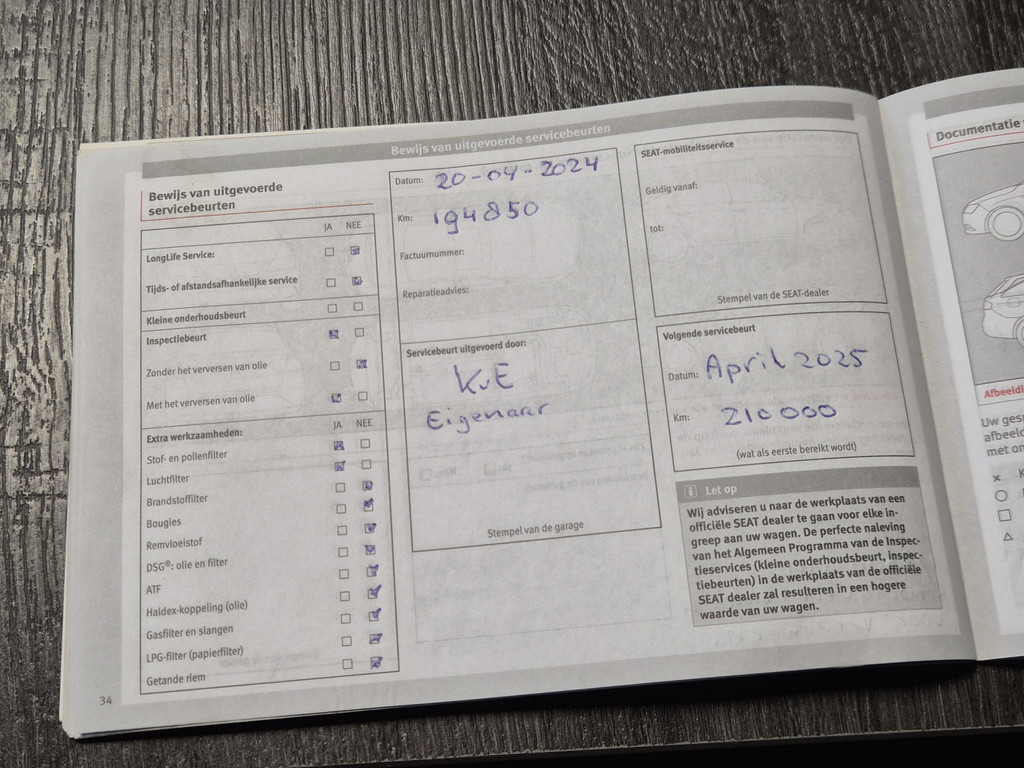 Bewijs van uitgevoerde servicebeurten
Bewijs van uitgevoerde
servicebeurten
JA NEE
LongLife Service:
Tijds- of afstandsafhankelijke service
Kleine onderhoudsbeurt
Inspectiebeurt
Zonder het verversen van olie
Met het verversen van olie
Extra werkzaamheden: JA NEE
Stof- en pollenfilter
Luchtfilter
Brandstoffilter
Bougies
Remvloeistof
DSG®: olie en filter
ATF
Haldex-koppeling (olie)
Gasfilter en slangen
LPG-filter (papierfilter)
Getande riem
34
Datum: 20-04-2024
Km: 194850
Factuurnummer:
Reparatieadvies:
Servicebeurt uitgevoerd door:
KvE
Eigenaar
Stempel van de garage
SEAT-mobiliteitsservice
Geldig vanaf:
tot:
Stempel van de SEAT-dealer
Volgende servicebeurt
Datum: April 2025
Km: 210000
(wat als eerste bereikt wordt)
Let op
Wij adviseren u naar de werkplaats van een
officiële SEAT dealer te gaan voor elke in-
greep aan uw wagen. De perfecte naleving
van het Algemeen Programma van de Inspec-
tieservices (kleine onderhoudsbeurt, inspec-
tiebeurten) in de werkplaats van de officiële
SEAT dealer zal resulteren in een hogere
waarde van uw wagen.
Documentatie
Uw
met